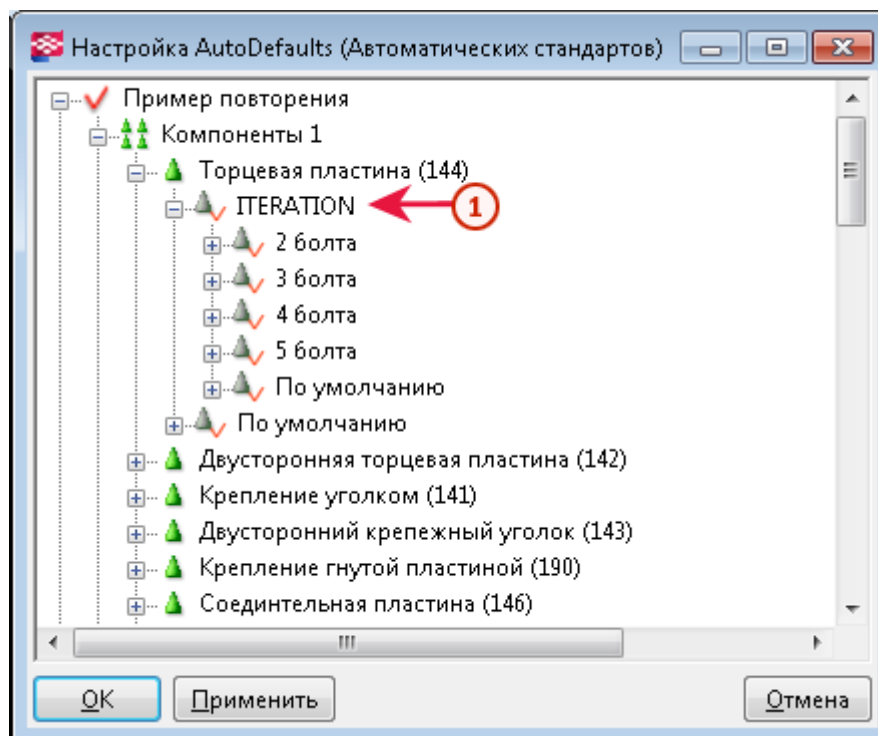 Настройка AutoDefaults (Автоматических стандартов)
Пример повторения
Компоненты 1
Торцевая пластина (144)
ITERATION
1
2 болта
3 болта
4 болта
5 болта
По умолчанию
По умолчанию
Двусторонняя торцевая пластина (142)
Крепление уголком (141)
Двусторонний крепежный уголок (143)
Крепление гнутой пластиной (190)
Соединтельная пластина (146)
OK Применить Отмена